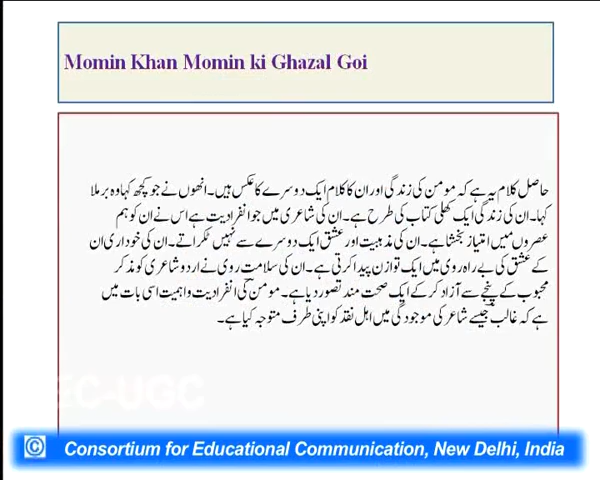 Momin Khan Momin ki Ghazal Goi
حاصل کلام یہ ہے کہ مومن کی زندگی اور ان کا کلام ایک دوسرے کا عکس ہیں۔ انھوں نے جو کچھ کہا وہ برملا
کہا۔ ان کی زندگی ایک کھلی کتاب کی طرح ہے۔ ان کی شاعری میں جو انفرادیت ہے اس نے ان کو ہم
عصروں میں امتیاز بخشا ہے۔ ان کی مذہبیت اور عشق ایک دوسرے سے نہیں ٹکراتے۔ ان کی خودداری ان
کے عشق کی بے راہ روی میں ایک توازن پیدا کرتی ہے۔ ان کی سلامت روی نے اردو شاعری کو مذکر
محبوب کے پنجے سے آزاد کر کے ایک صحت مند تصور دیا ہے۔ مومن کی انفرادیت و اہمیت اسی بات میں
ہے کہ غالب جیسے شاعر کی موجودگی میں اہل نقد کو اپنی طرف متوجہ کیا ہے۔
EC-UGC
© Consortium for Educational Communication, New Delhi, India